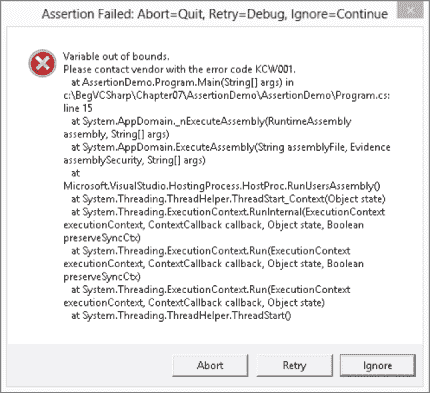 Assertion Failed: Abort=Quit, Retry=Debug, Ignore=Continue
Variable out of bounds.
Please contact vendor with the error code KCW001.
at AssertionDemo.Program.Main(String[] args) in
c:\BegVCSharp\Chapter07\AssertionDemo\AssertionDemo\Program.cs:
line 15
at System.AppDomain._nExecuteAssembly(RuntimeAssembly
assembly, String[] args)
at System.AppDomain.ExecuteAssembly(String assemblyFile, Evidence
assemblySecurity, String[] args)
at
Microsoft.VisualStudio.HostingProcess.HostProc.RunUsersAssembly()
at System.Threading.ThreadHelper.ThreadStart_Context(Object state)
at System.Threading.ExecutionContext.RunInternal(ExecutionContext
executionContext, ContextCallback callback, Object state, Boolean
preserveSyncCtx)
at System.Threading.ExecutionContext.Run(ExecutionContext
executionContext, ContextCallback callback, Object state, Boolean
preserveSyncCtx)
at System.Threading.ExecutionContext.Run(ExecutionContext
executionContext, ContextCallback callback, Object state)
at System.Threading.ThreadHelper.ThreadStart()
Abort Retry Ignore